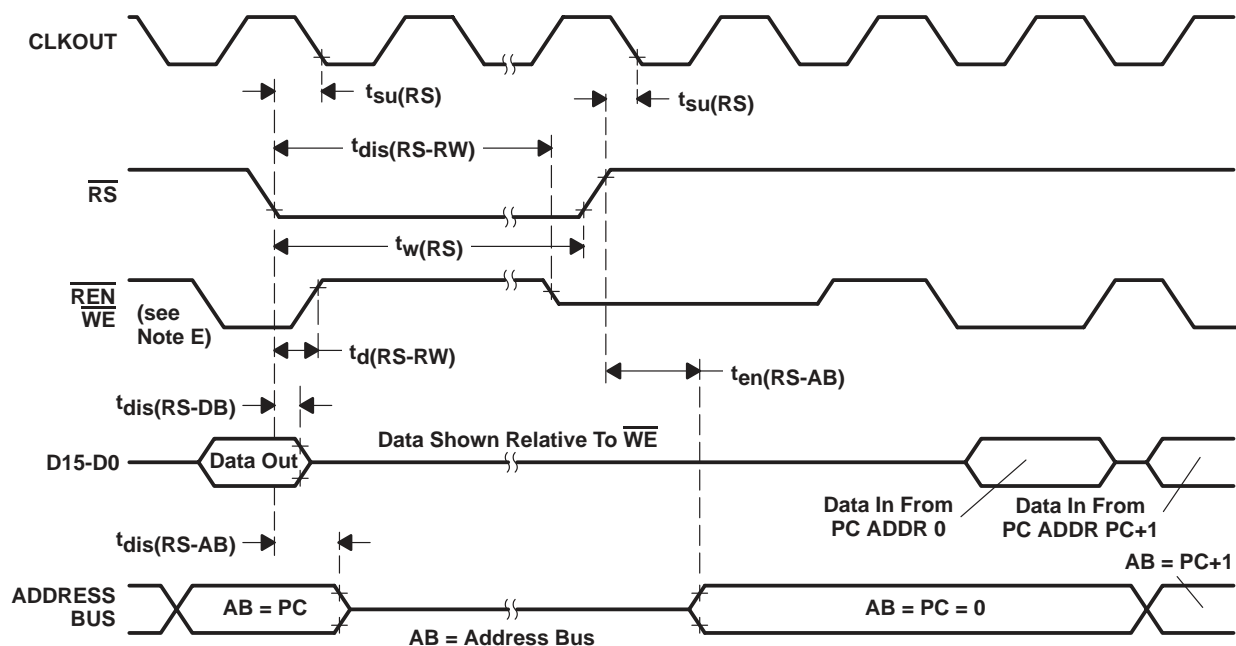 CLKOUT
tsu(RS)
tsu(RS)
tdis(RS-RW)
RS
tw(RS)
REN
WE
(see
Note E)
td(RS-RW)
ten(RS-AB)
tdis(RS-DB)
Data Shown Relative To WE
D15-D0
Data Out
Data In From
PC ADDR 0
Data In From
PC ADDR PC+1
tdis(RS-AB)
AB = PC+1
ADDRESS
BUS
AB = PC
AB = PC = 0
AB = Address Bus